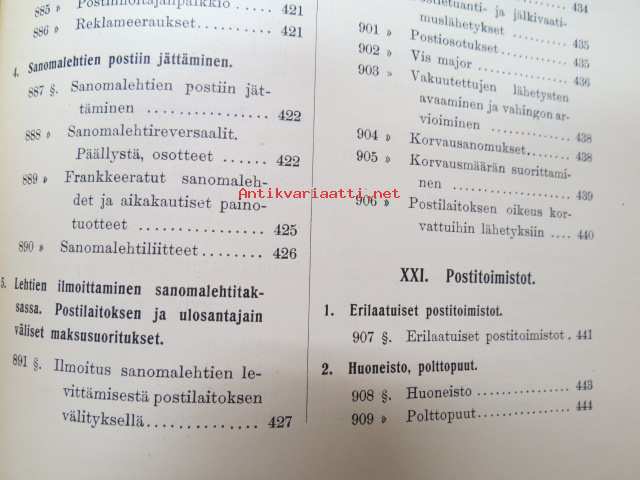 885 » Postinhoitajanpalkkio 421
886 » Reklameeraukset . . . . . . . 421
4. Sanomalehtien postiin jättäminen.
887 §. Sanomalehtien postiin jät-
täminen . . . . . . . . . . . . . . . 422
888 » Sanomalehtireversaalit.
Päällystä, osotteet . . . . . . 422
889 » Frankkeeratut sanomaleh-
det ja aikakautiset paino-
tuotteet . . . . . . . . . . . . . . 425
890 » Sanomalehtiliitteet . . . . . 426
5. Lehtien ilmoittaminen sanomalehtitak-
sassa. Postilaitoksen ja ulosantajain
väliset maksusuoritukset.
891 §. Ilmoitus sanomalehtien le-
vittämisestä postilaitoksen
välityksellä . . . . . . . . . . . 427
434
muslähetykset . . . . . . . 435
901 » Postiosotukset . . . . . . . . 435
902 » Vis major . . . . . . . . . . . . 436
903 » Vakuutettujen lähetysten
avaaminen ja vahingon ar-
vioiminen . . . . . . . . . . . . 438
904 » Korvausanomukset . . . . 438
905 » Korvausmäärän suorittami-
nen . . . . . . . . . . . . . . . . 439
906 » Postilaitoksen oikeus kor-
vattuihin lähetyksiin . . . . 440
XXI. Postitoimistot.
1. Erilaatuiset postitoimistot.
907 §. Erilaatuiset postitoimistot . 441
2. Huoneisto, polttopuut.
908 §. Huoneisto . . . . . . . . . . . 443
909 » Polttopuut . . . . . . . . . . . 444
Antikvariaatti.net